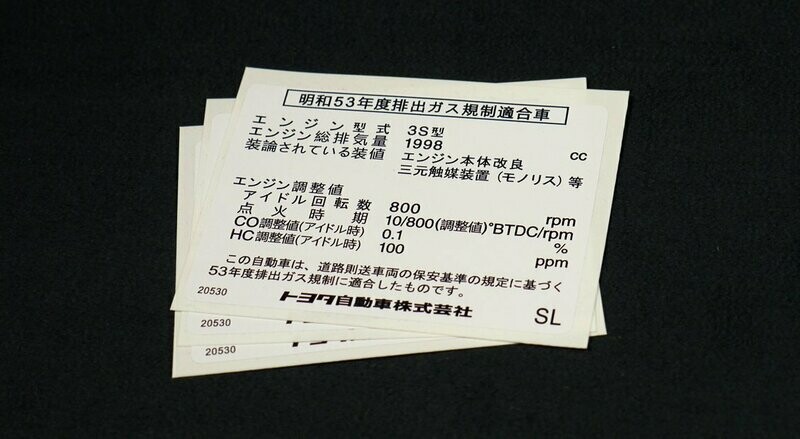 明和53年度排出ガス規制適合車
エンジン型式 3S型
エンジン総排気量 1998 cc
装論されている装値 エンジン本体改良
三元触媒装置(モノリス)等
エンジン調整値
アイドル回転数 800 rpm
点火時期 10/800(調整値)°BTDC/rpm
CO調整値(アイドル時) 0.1 %
HC調整値(アイドル時) 100 ppm
この自動車は、道路則送車両の保安基準の規定に基づく
53年度排出ガス規制に適合したものです。
20530 トヨタ自動車株式芸社 SL
20530
20530